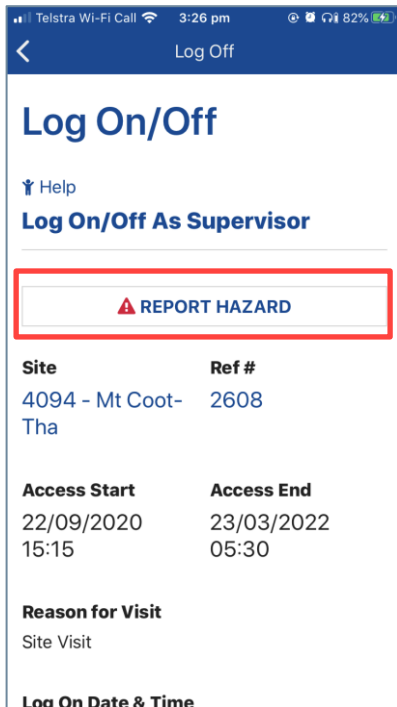 Telstra Wi-Fi Call 3:26 pm 82%
Log Off
Log On/Off
Help
Log On/Off As Supervisor
REPORT HAZARD
Site Ref #
4094 - Mt Coot- 2608
Tha
Access Start Access End
22/09/2020 23/03/2022
15:15 05:30
Reason for Visit
Site Visit
Log On Date & Time